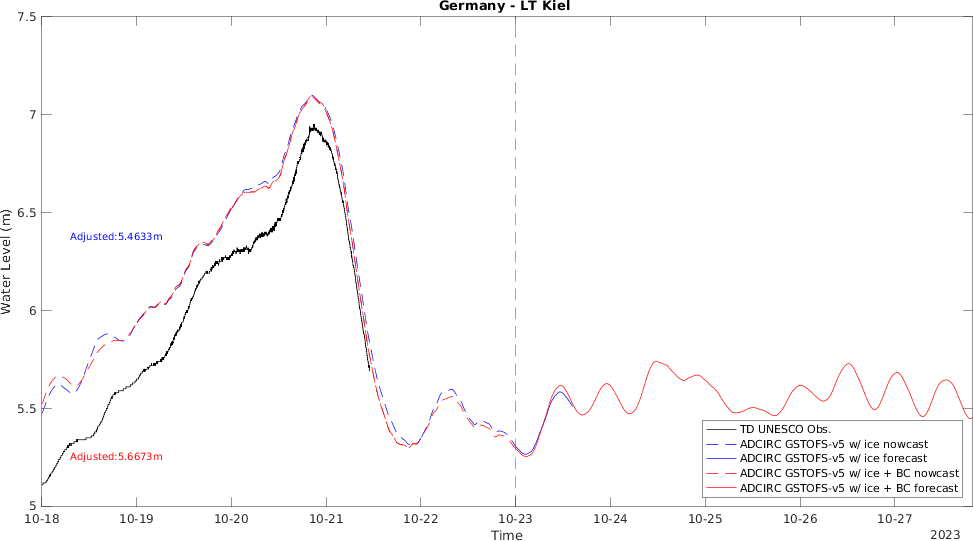 Germany - LT Kiel
7.5
7
6.5
6
5.5
5
Water Level (m)
Adjusted:5.4633m
Adjusted:5.6673m
TD UNESCO Obs.
ADCIRC GSTOFS-v5 w/ ice nowcast
ADCIRC GSTOFS-v5 w/ ice forecast
ADCIRC GSTOFS-v5 w/ ice + BC nowcast
ADCIRC GSTOFS-v5 w/ ice + BC forecast
10-18 10-19 10-20 10-21 10-22 10-23 10-24 10-25 10-26 10-27
Time
2023